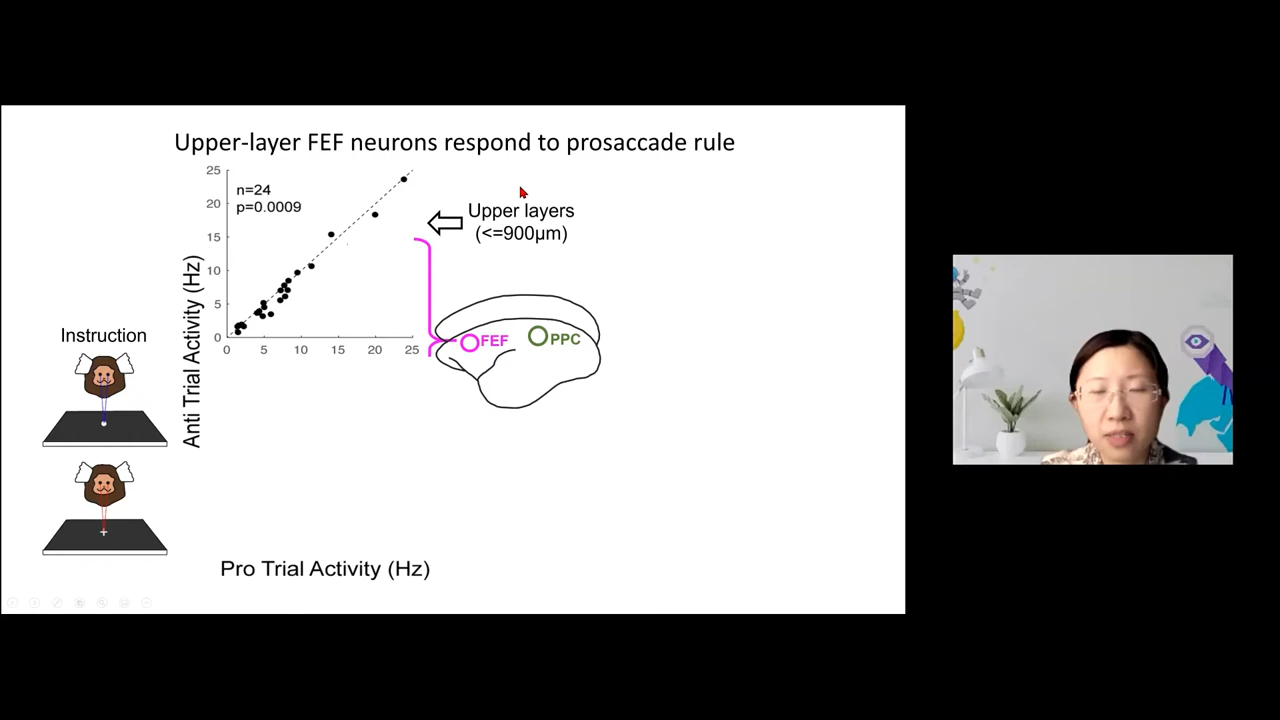 Upper-layer FEF neurons respond to prosaccade rule
n=24
p=0.0009
25
20
15
10
5
0
0
5
10
15
20
25
Anti Trial Activity (Hz)
Upper layers
(<=900µm)
FEF
PPC
Instruction
Pro Trial Activity (Hz)